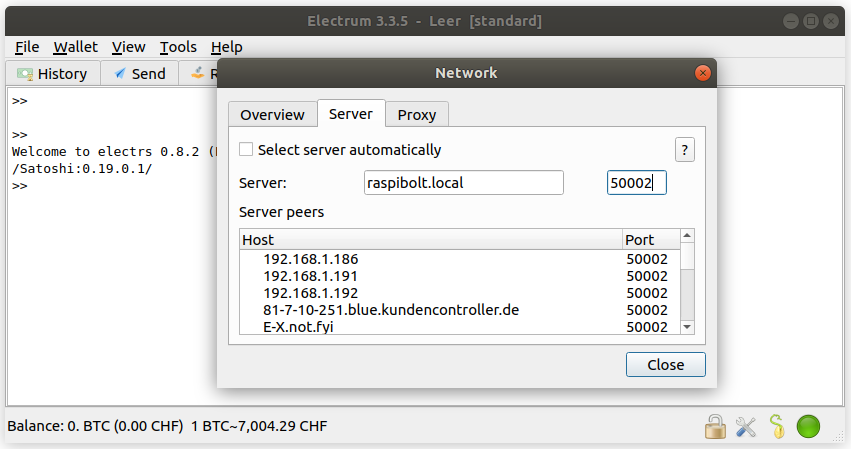 Electrum 3.3.5 - Leer [standard]
File Wallet View Tools Help
History Send
>>
>>
Welcome to electrs 0.8.2 (
/Satoshi:0.19.0.1/
>>
Network
Overview Server Proxy
Select server automatically ?
Server: raspibolt.local 50002
Server peers
Host Port
192.168.1.186 50002
192.168.1.191 50002
192.168.1.192 50002
81-7-10-251.blue.kundencontroller.de 50002
E-X.not.fyi 50002
Close
Balance: 0. BTC (0.00 CHF) 1 BTC~7,004.29 CHF